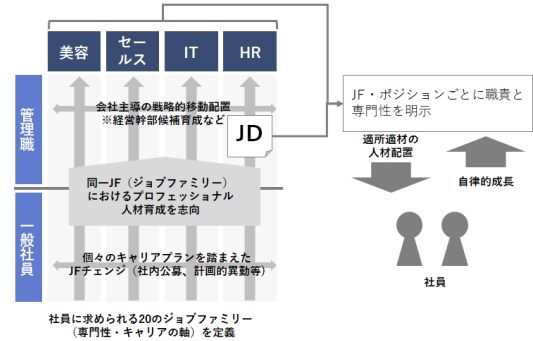 美容
セールス
IT
HR
管理職
会社主導の戦略的移動配置
※経営幹部候補育成など
JD
同一JF（ジョブファミリー）
におけるプロフェッショナル
人材育成を志向
一般社員
個々のキャリアプランを踏まえた
JFチェンジ（社内公募、計画的異動等）
社員に求められる20のジョブファミリー
（専門性・キャリアの軸）を定義
JF・ポジションごとに職責と
専門性を明示
適所適材の
人材配置
自律的成長
社員